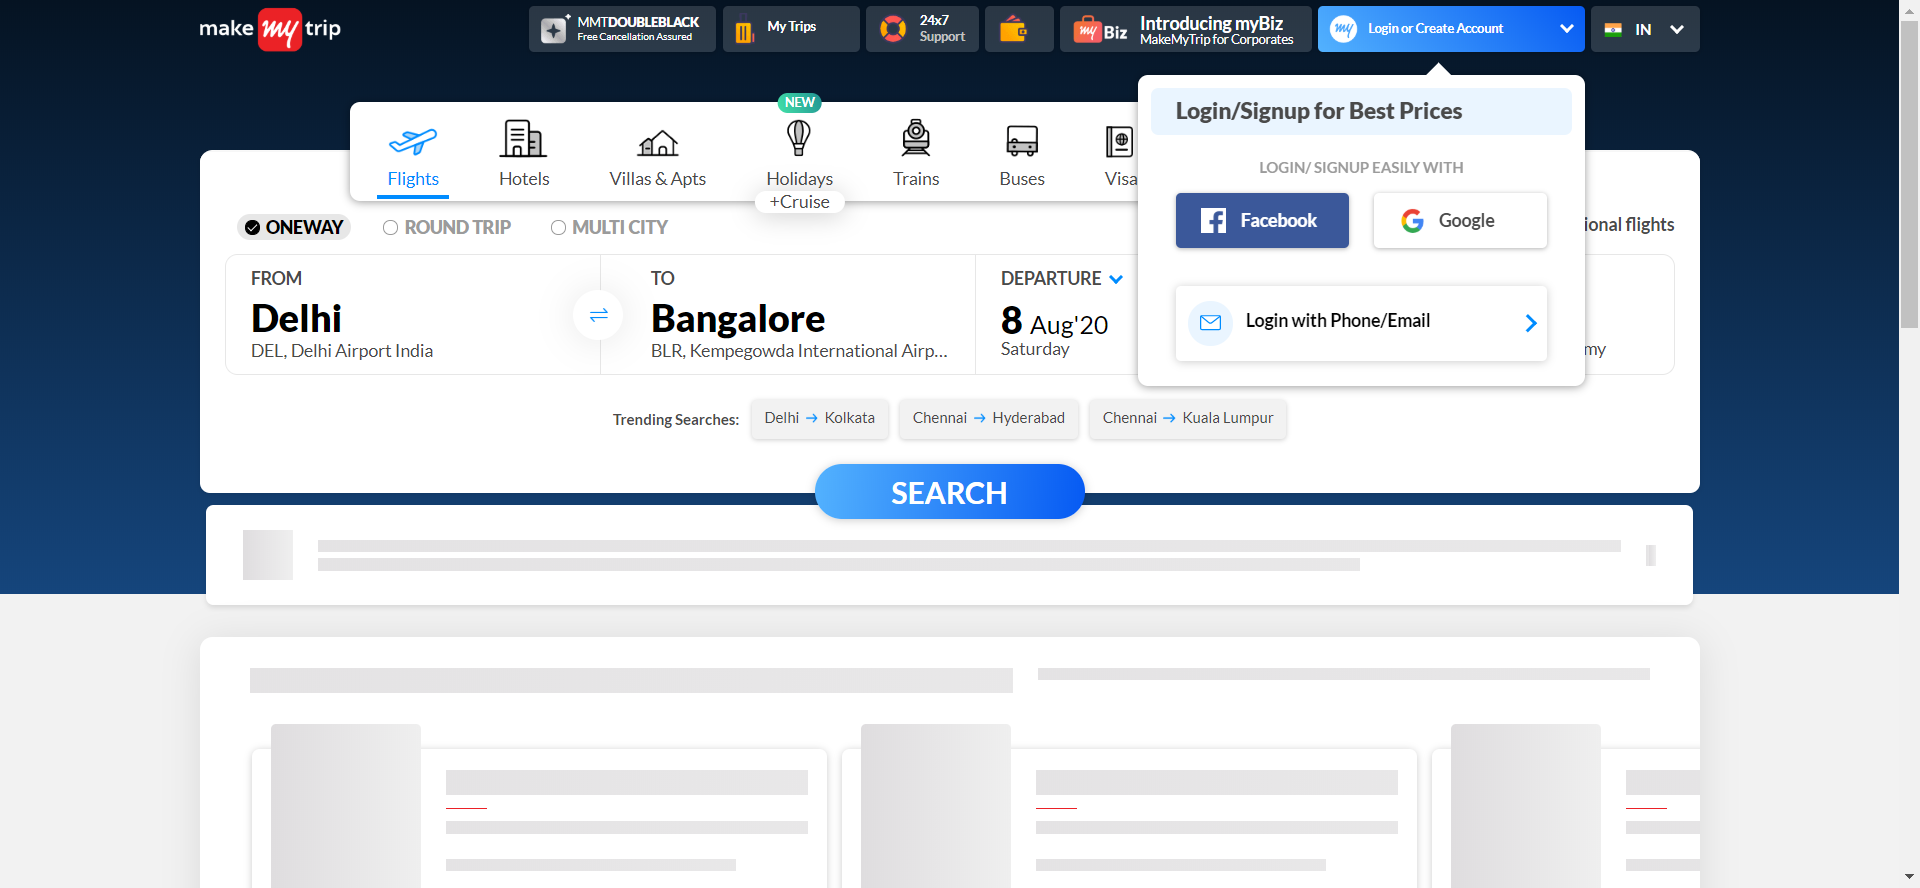 make my trip
MMTDOUBLEBLACK
Free Cancellation Assured
My Trips
24x7
Support
my Biz
Introducing myBiz
MakeMyTrip for Corporates
my Login or Create Account
IN
Login/Signup for Best Prices
LOGIN/ SIGNUP EASILY WITH
Facebook
Google
Login with Phone/Email
NEW
Flights
Hotels
Villas & Apts
Holidays
+Cruise
Trains
Buses
Visa
ONEWAY
ROUND TRIP
MULTI CITY
ional flights
FROM
Delhi
DEL, Delhi Airport India
TO
Bangalore
BLR, Kempegowda International Airp...
DEPARTURE
8 Aug'20
Saturday
my
Trending Searches:
Delhi → Kolkata
Chennai → Hyderabad
Chennai → Kuala Lumpur
SEARCH